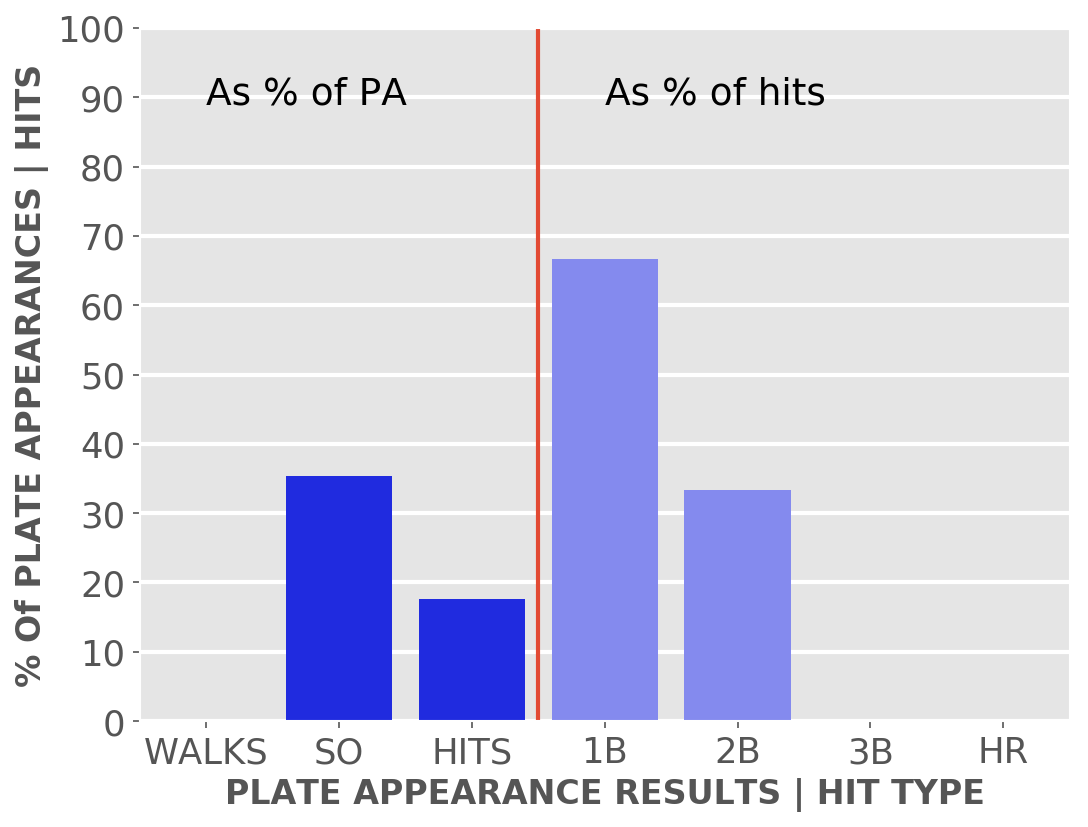 100
90
80
70
60
50
40
30
20
10
0
% Of PLATE APPEARANCES | HITS
As % of PA
As % of hits
WALKS SO HITS 1B 2B 3B HR
PLATE APPEARANCE RESULTS | HIT TYPE